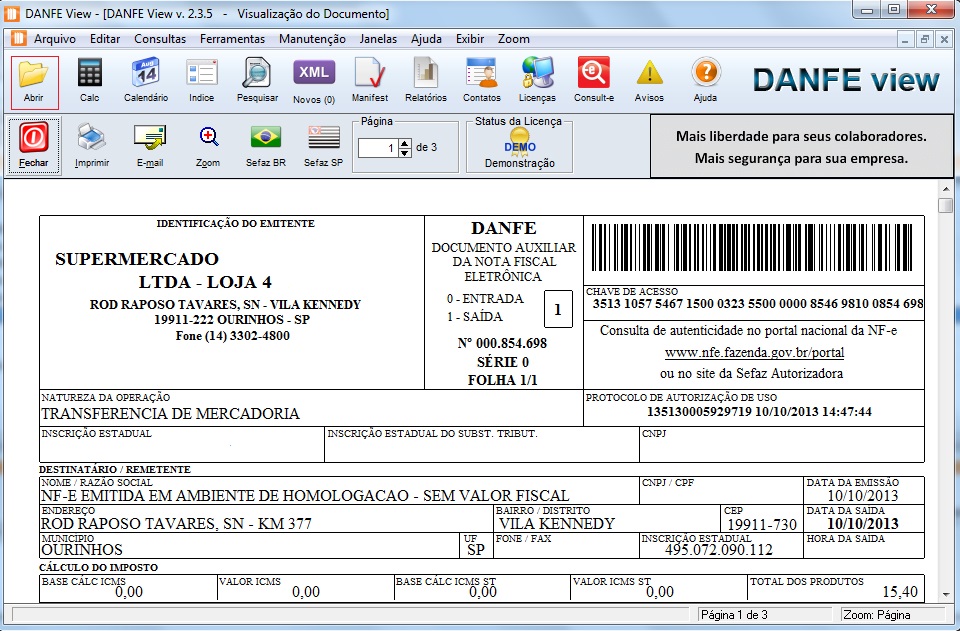 DANFE View - [DANFE View v. 2.3.5 - Visualização do Documento]
Arquivo Editar Consultas Ferramentas Manutenção Janelas Ajuda Exibir Zoom
AUG
14
XML
Abrir Calc Calendário Indice Pesquisar Novos (0) Manifest Relatórios Contatos Licenças Consult-e Avisos Ajuda
DANFE view
Fechar Imprimir E-mail Zoom Sefaz BR Sefaz SP
Página
1 de 3
Status da Licença
DEMO
Demonstração
Mais liberdade para seus colaboradores.
Mais segurança para sua empresa.
IDENTIFICAÇÃO DO EMITENTE
SUPERMERCADO
LTDA - LOJA 4
ROD RAPOSO TAVARES, SN - VILA KENNEDY
19911-222 OURINHOS - SP
Fone (14) 3302-4800
DANFE
DOCUMENTO AUXILIAR
DA NOTA FISCAL
ELETRÔNICA
0 - ENTRADA
1 - SAÍDA
1
Nº 000.854.698
SÉRIE 0
FOLHA 1/1
CHAVE DE ACESSO
3513 1057 5467 1500 0323 5500 0000 8546 9810 0854 698
Consulta de autenticidade no portal nacional da NF-e
www.nfe.fazenda.gov.br/portal
ou no site da Sefaz Autorizadora
NATUREZA DA OPERAÇÃO
TRANSFERENCIA DE MERCADORIA
PROTOCOLO DE AUTORIZAÇÃO DE USO
135130005929719 10/10/2013 14:47:44
INSCRIÇÃO ESTADUAL INSCRIÇÃO ESTADUAL DO SUBST. TRIBUT. CNPJ
DESTINATÁRIO / REMETENTE
NOME / RAZÃO SOCIAL CNPJ / CPF DATA DA EMISSÃO
NF-E EMITIDA EM AMBIENTE DE HOMOLOGACAO - SEM VALOR FISCAL 10/10/2013
ENDEREÇO BAIRRO / DISTRITO CEP DATA DA SAÍDA
ROD RAPOSO TAVARES, SN - KM 377 VILA KENNEDY 19911-730 10/10/2013
MUNICÍPIO UF FONE / FAX INSCRIÇÃO ESTADUAL HORA DA SAÍDA
OURINHOS SP 495.072.090.112
CÁLCULO DO IMPOSTO
BASE CÁLC ICMS VALOR ICMS BASE CÁLC ICMS ST VALOR ICMS ST TOTAL DOS PRODUTOS
0,00 0,00 0,00 0,00 15,40
Página 1 de 3 Zoom: Página